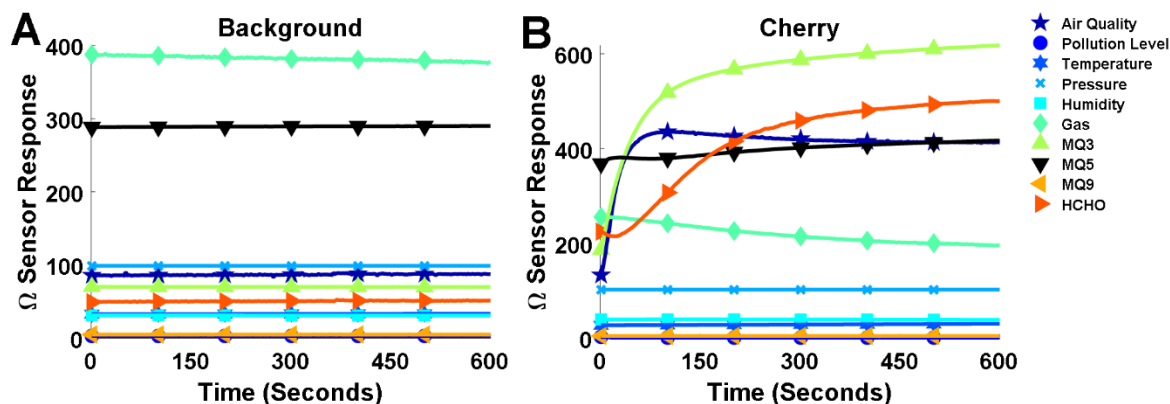 A
Background
Ω Sensor Response
400
300
200
100
0
0
150
300
450
600
Time (Seconds)
B
Cherry
Ω Sensor Response
600
400
200
0
0
150
300
450
600
Time (Seconds)
Air Quality
Pollution Level
Temperature
Pressure
Humidity
Gas
MQ3
MQ5
MQ9
HCHO